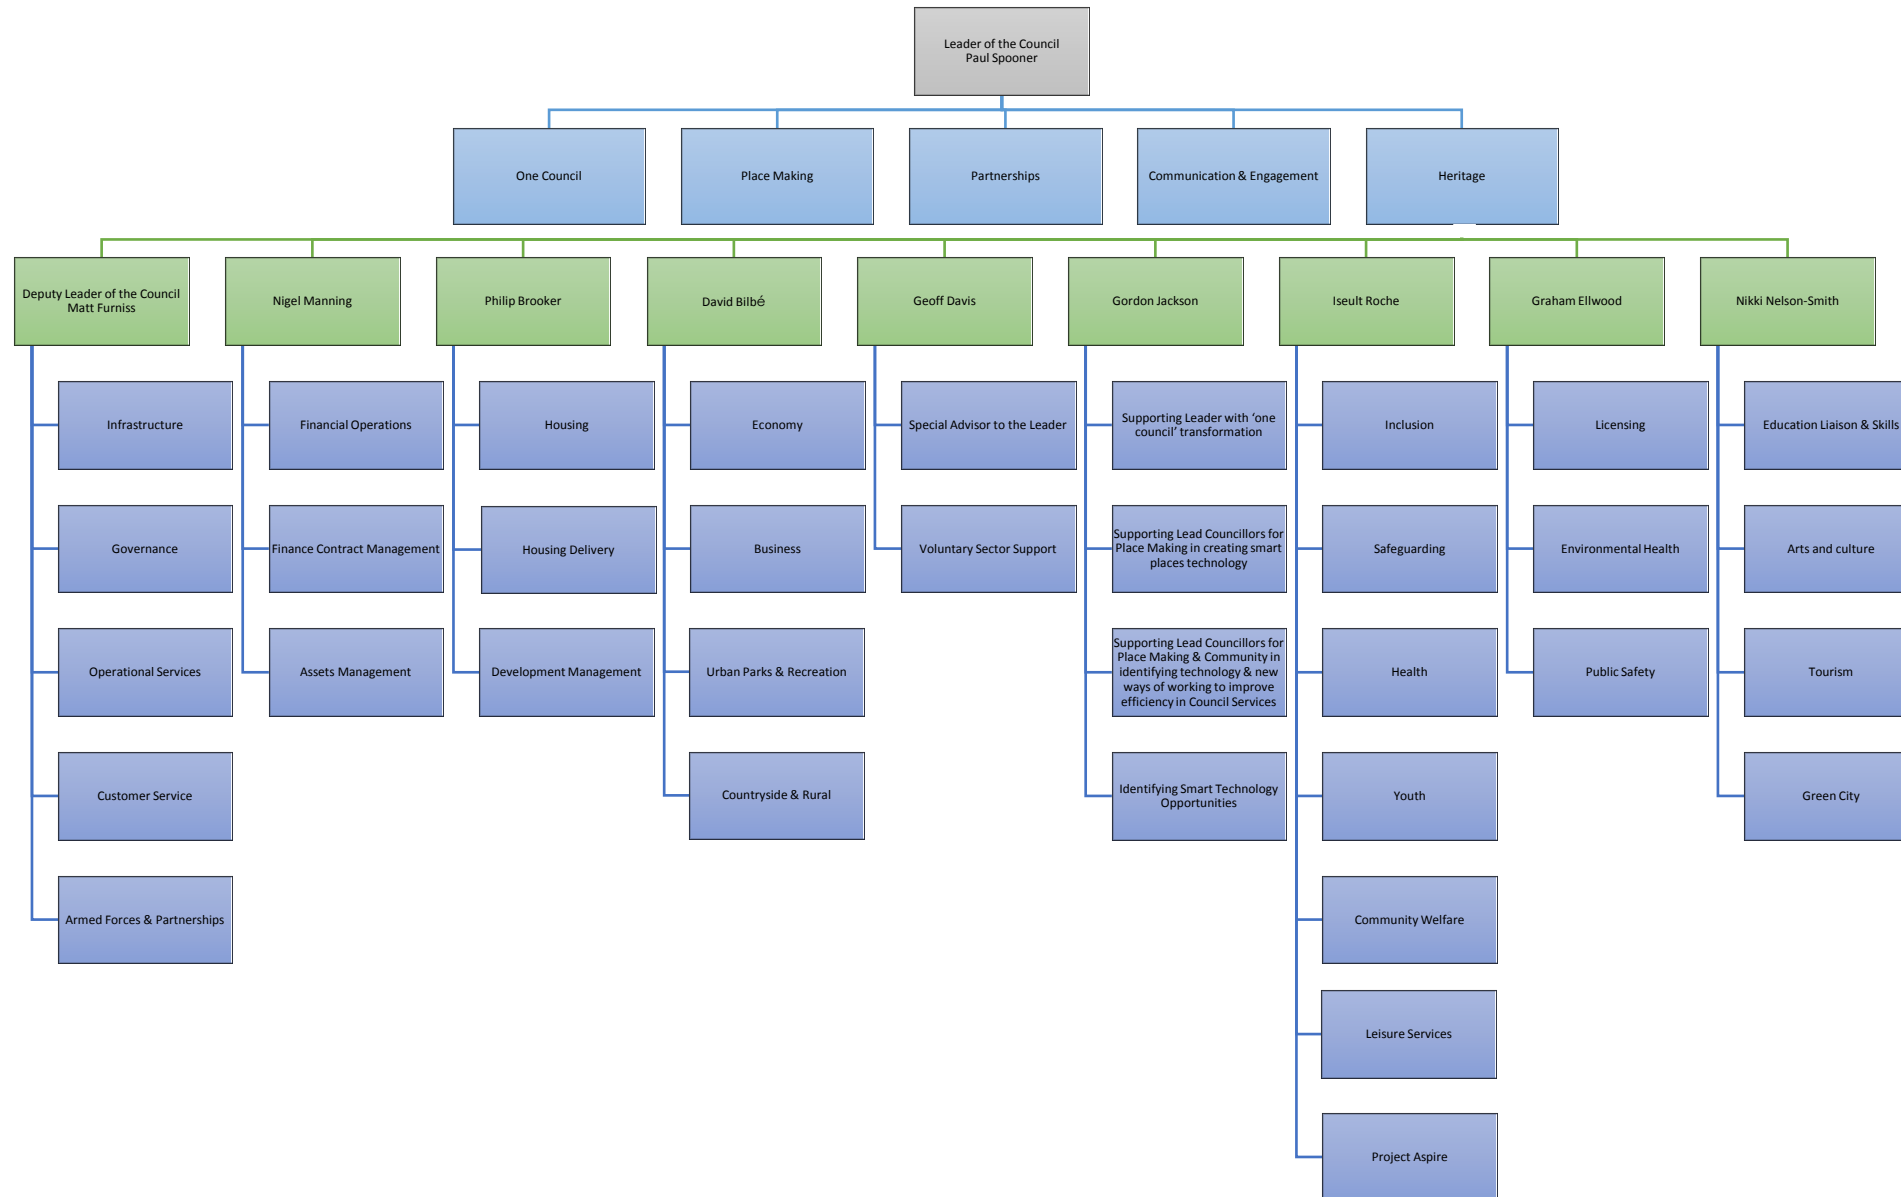 Leader of the Council
Paul Spooner
One Council
Place Making
Partnerships
Communication & Engagement
Heritage
Deputy Leader of the Council
Matt Furniss
Nigel Manning
Philip Brooker
David Bilbé
Geoff Davis
Gordon Jackson
Iseult Roche
Graham Ellwood
Nikki Nelson-Smith
Infrastructure
Governance
Operational Services
Customer Service
Armed Forces & Partnerships
Financial Operations
Finance Contract Management
Assets Management
Housing
Housing Delivery
Development Management
Economy
Business
Urban Parks & Recreation
Countryside & Rural
Special Advisor to the Leader
Voluntary Sector Support
Supporting Leader with ‘one
council’ transformation
Supporting Lead Councillors for
Place Making in creating smart
places technology
Supporting Lead Councillors for
Place Making & Community in
identifying technology & new
ways of working to improve
efficiency in Council Services
Identifying Smart Technology
Opportunities
Inclusion
Safeguarding
Health
Youth
Community Welfare
Leisure Services
Project Aspire
Licensing
Environmental Health
Public Safety
Education Liaison & Skills
Arts and culture
Tourism
Green City